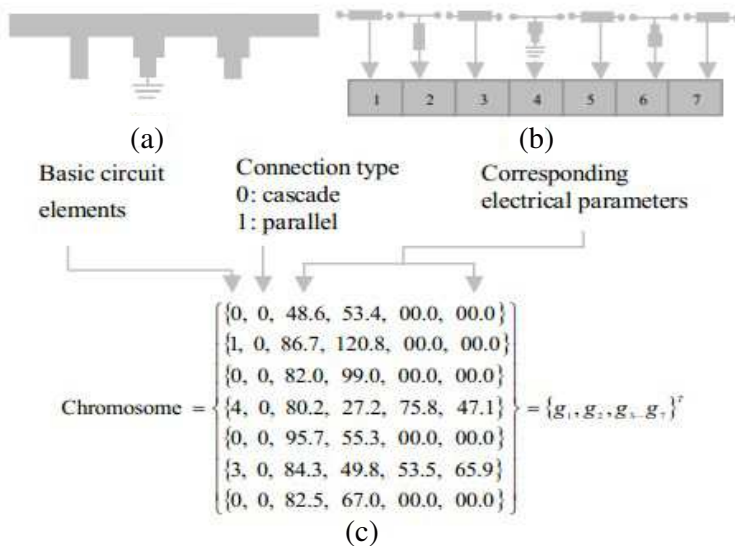 1 2 3 4 5 6 7
(a) (b)
Basic circuit
elements
Connection type
0: cascade
1: parallel
Corresponding
electrical parameters
{0, 0, 48.6, 53.4, 00.0, 00.0}
{1, 0, 86.7, 120.8, 00.0, 00.0}
{0, 0, 82.0, 99.0, 00.0, 00.0}
Chromosome = {4, 0, 80.2, 27.2, 75.8, 47.1} = {g₁, g₂, g₃...g₇}ᵀ
{0, 0, 95.7, 55.3, 00.0, 00.0}
{3, 0, 84.3, 49.8, 53.5, 65.9}
{0, 0, 82.5, 67.0, 00.0, 00.0}
(c)